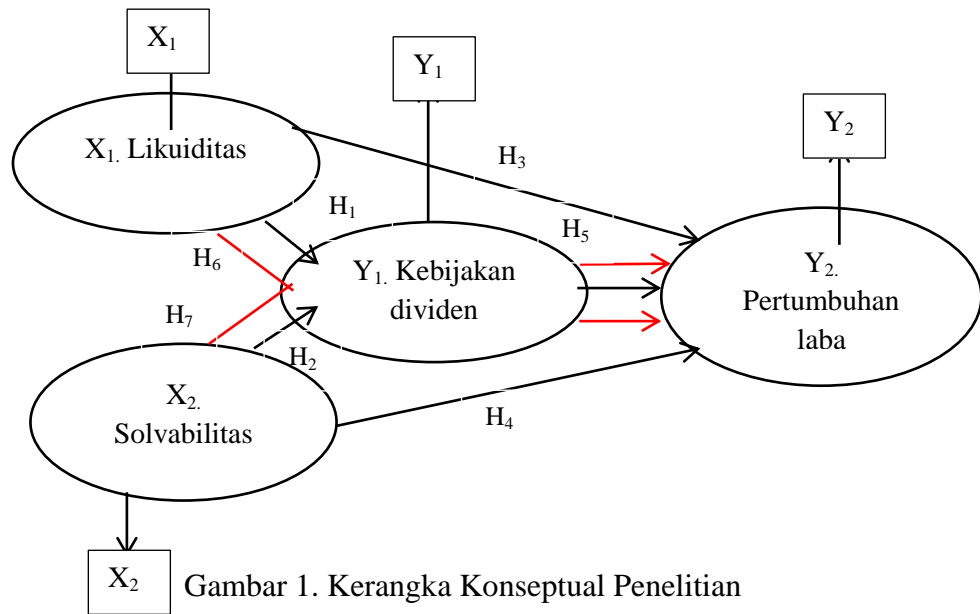 X₁
Y₁
Y₂
X₁. Likuiditas
H₃
H₁
H₆
H₅
Y₁. Kebijakan
dividen
Y₂.
Pertumbuhan
laba
H₇
H₂
X₂.
Solvabilitas
H₄
X₂
Gambar 1. Kerangka Konseptual Penelitian